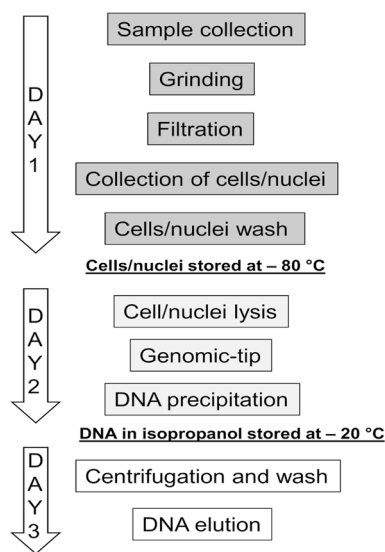 Sample collection
Grinding
Filtration
Collection of cells/nuclei
Cells/nuclei wash
DAY1
Cells/nuclei stored at – 80 °C
Cell/nuclei lysis
Genomic-tip
DNA precipitation
DAY2
DNA in isopropanol stored at – 20 °C
Centrifugation and wash
DNA elution
DAY3